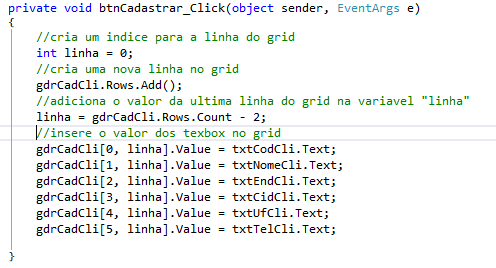 private void btnCadastrar_Click(object sender, EventArgs e)
{
//cria um indice para a linha do grid
int linha = 0;
//cria uma nova linha no grid
gdrCadCli.Rows.Add();
//adiciona o valor da ultima linha do grid na variavel "linha"
linha = gdrCadCli.Rows.Count - 2;
//insere o valor dos texbox no grid
gdrCadCli[0, linha].Value = txtCodCli.Text;
gdrCadCli[1, linha].Value = txtNomeCli.Text;
gdrCadCli[2, linha].Value = txtEndCli.Text;
gdrCadCli[3, linha].Value = txtCidCli.Text;
gdrCadCli[4, linha].Value = txtUfCli.Text;
gdrCadCli[5, linha].Value = txtTelCli.Text;
}